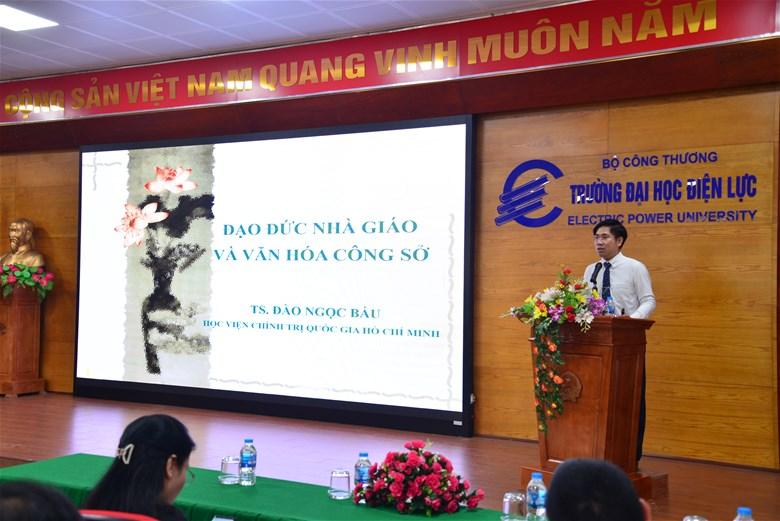 CỘNG SẢN VIỆT NAM QUANG VINH MUÔN NĂM
BỘ CÔNG THƯƠNG
TRƯỜNG ĐẠI HỌC ĐIỆN LỰC
ELECTRIC POWER UNIVERSITY
ĐẠO ĐỨC NHÀ GIÁO
VÀ VĂN HÓA CÔNG SỞ
TS. ĐÀO NGỌC BÁU
HỌC VIỆN CHÍNH TRỊ QUỐC GIA HỒ CHÍ MINH